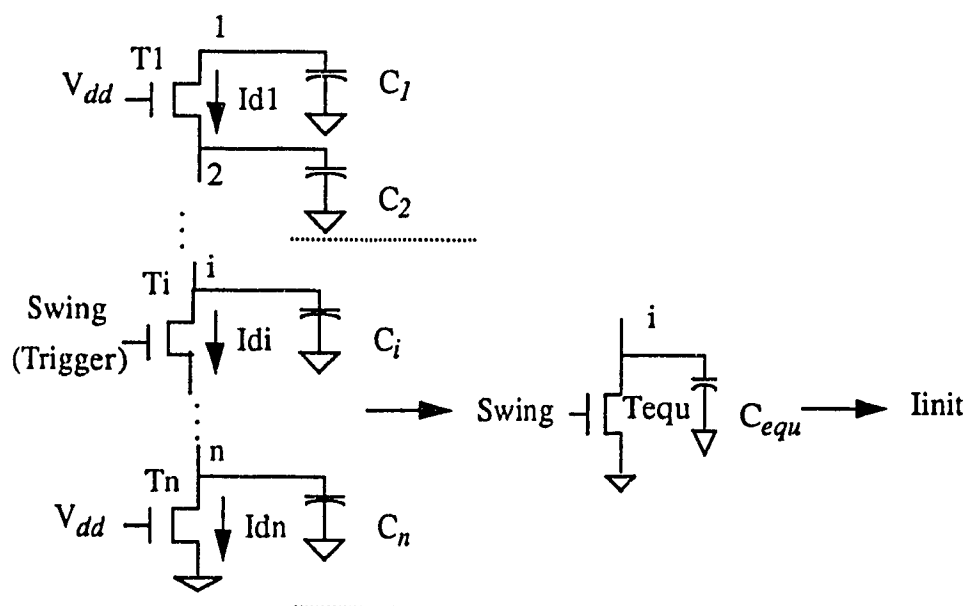 1
T1
Vdd
Id1
C1
2
C2
i
Ti
Swing
(Trigger)
Idi
Ci
i
Swing
Tequ
Cequ
Iinit
n
Tn
Vdd
Idn
Cn